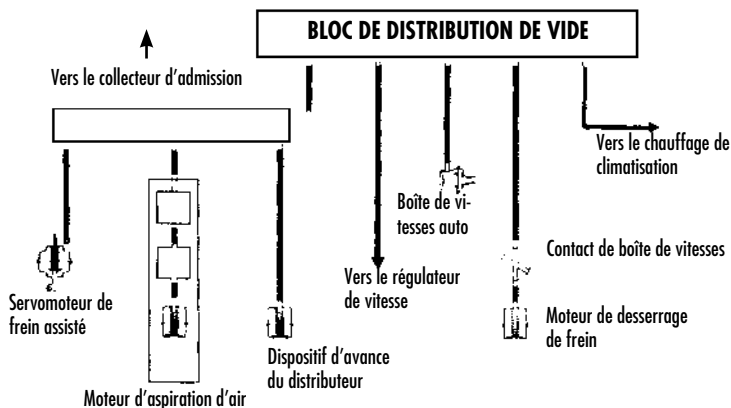 BLOC DE DISTRIBUTION DE VIDE
Vers le collecteur d'admission
Vers le chauffage de
climatisation
Boîte de vi-
tesses auto
Contact de boîte de vitesses
Vers le régulateur
de vitesse
Servomoteur de
frein assisté
Moteur de desserrage
de frein
Dispositif d'avance
du distributeur
Moteur d'aspiration d'air